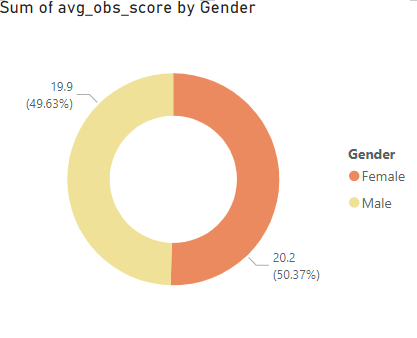 Sum of avg_obs_score by Gender
19.9
(49.63%)
Gender
Female
Male
20.2
(50.37%)